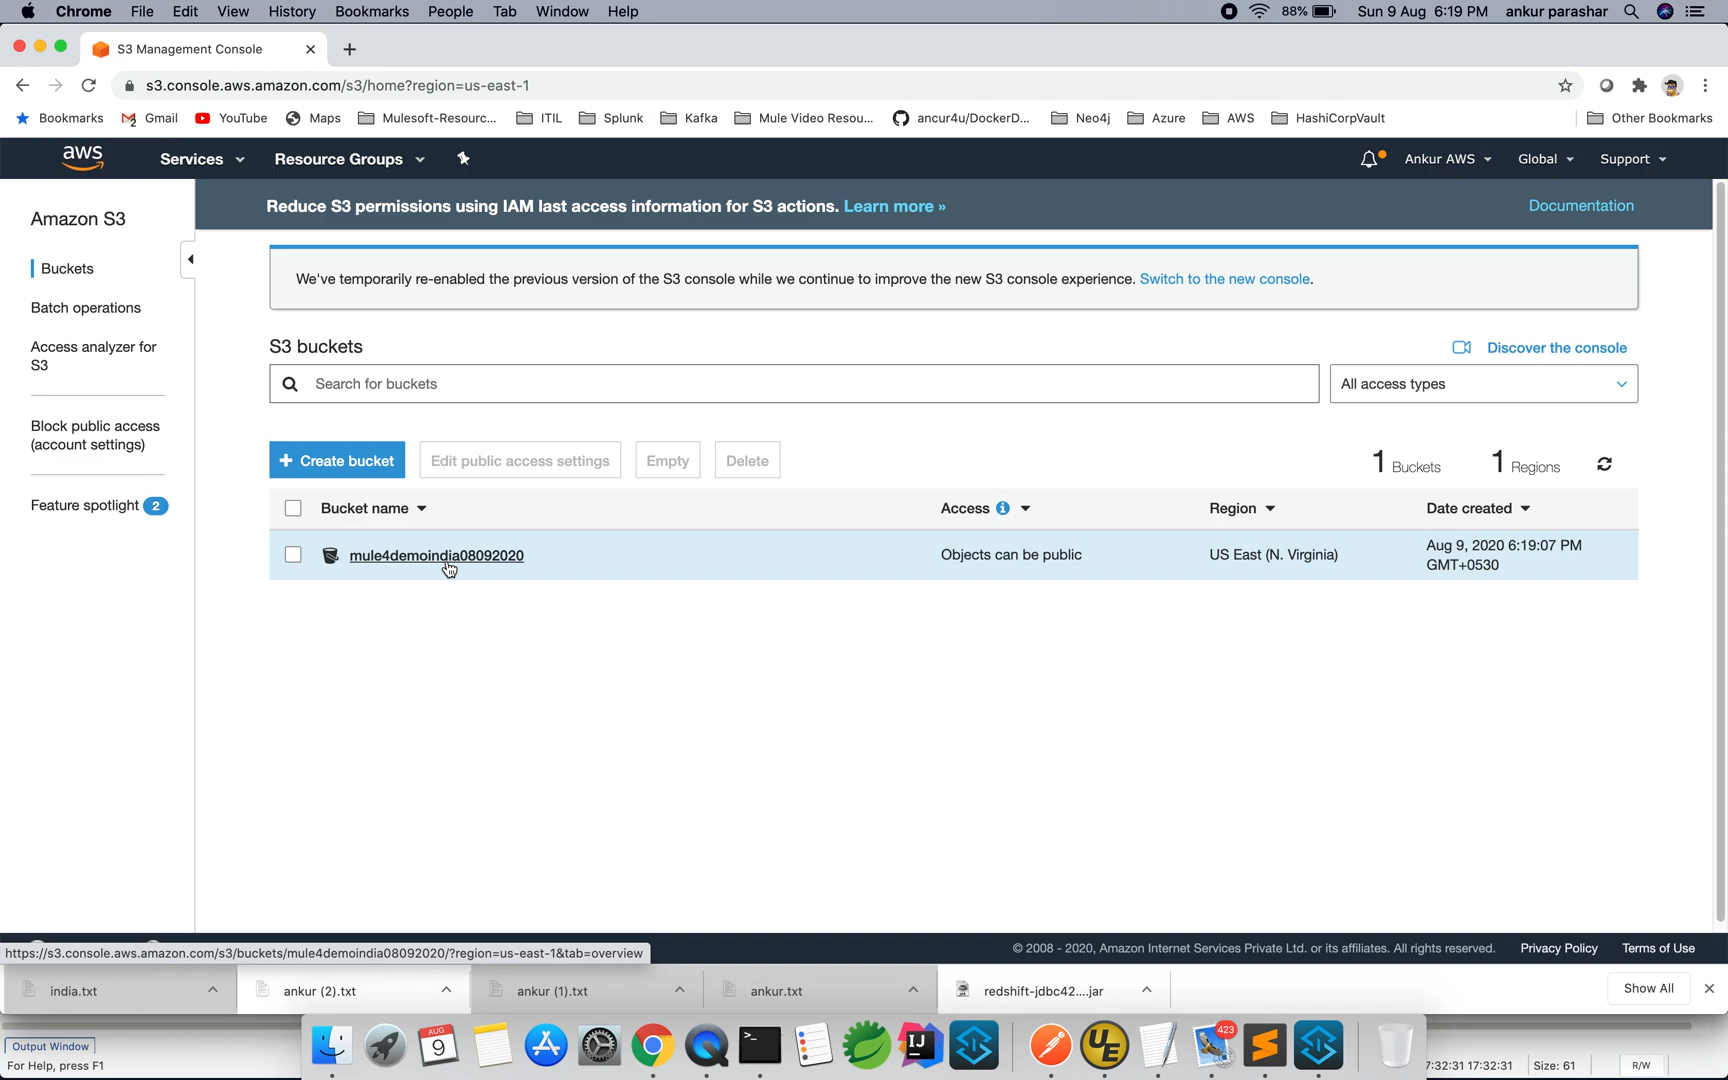 Chrome File Edit View History Bookmarks People Tab Window Help 88% Sun 9 Aug 6:19 PM ankur parashar
S3 Management Console
s3.console.aws.amazon.com/s3/home?region=us-east-1
Bookmarks Gmail YouTube Maps Mulesoft-Resourc... ITIL Splunk Kafka Mule Video Resou... ancur4u/DockerD... Neo4j Azure AWS HashiCorpVault Other Bookmarks
aws Services Resource Groups Ankur AWS Global Support
Amazon S3
Buckets
Batch operations
Access analyzer for
S3
Block public access
(account settings)
Feature spotlight 2
Reduce S3 permissions using IAM last access information for S3 actions. Learn more » Documentation
We've temporarily re-enabled the previous version of the S3 console while we continue to improve the new S3 console experience. Switch to the new console.
S3 buckets Discover the console
Search for buckets All access types
+ Create bucket Edit public access settings Empty Delete 1 Buckets 1 Regions
Bucket name Access Region Date created
mule4demoindia08092020 Objects can be public US East (N. Virginia) Aug 9, 2020 6:19:07 PM
GMT+0530
© 2008 - 2020, Amazon Internet Services Private Ltd. or its affiliates. All rights reserved. Privacy Policy Terms of Use
https://s3.console.aws.amazon.com/s3/buckets/mule4demoindia08092020/?region=us-east-1&tab=overview
india.txt ankur (2).txt ankur (1).txt ankur.txt redshift-jdbc42....jar Show All
AUG
9
423
IJ
UE
Output Window
For Help, press F1 7:32:31 17:32:31 Size: 61 R/W